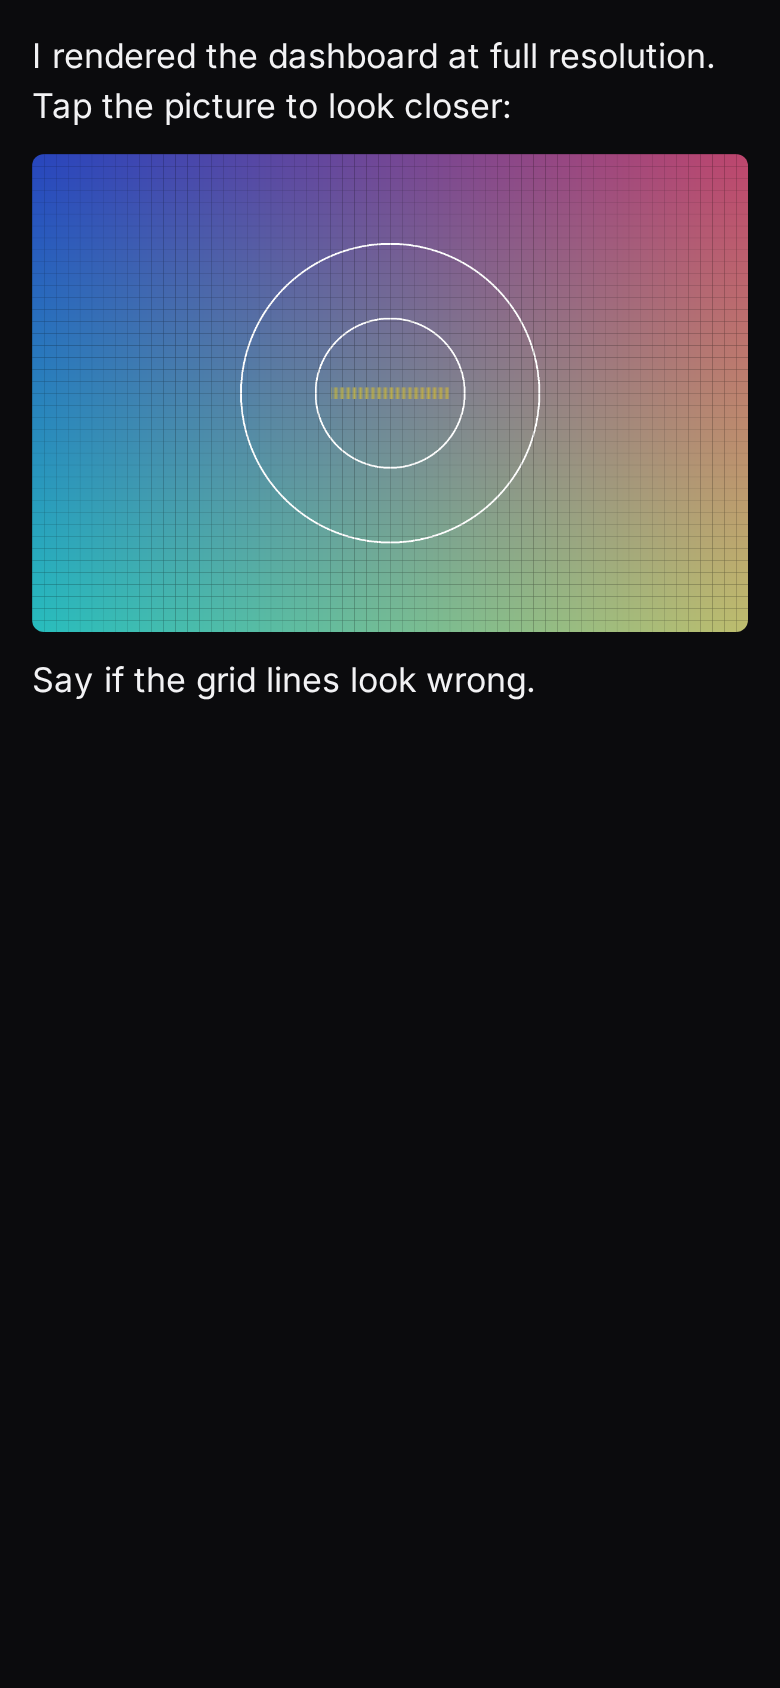 I rendered the dashboard at full resolution.
Tap the picture to look closer:
Say if the grid lines look wrong.